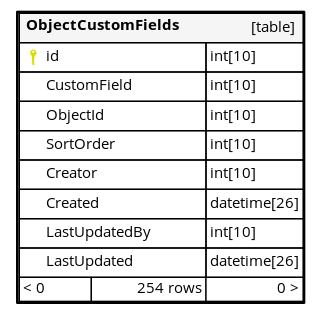 ObjectCustomFields [table]
id int[10]
CustomField int[10]
ObjectId int[10]
SortOrder int[10]
Creator int[10]
Created datetime[26]
LastUpdatedBy int[10]
LastUpdated datetime[26]
< 0 254 rows 0 >